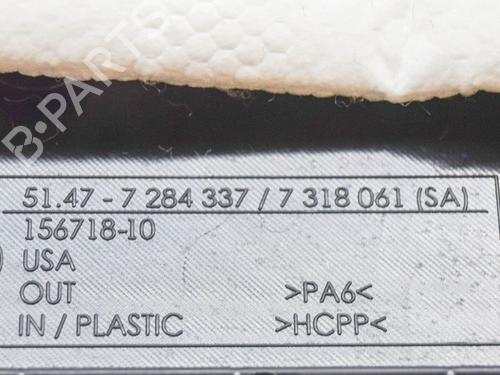 B-PARTS
51.47 - 7 284 337 / 7 318 061 (SA)
156718-10
USA
OUT >PA6<
IN / PLASTIC >HCPP<